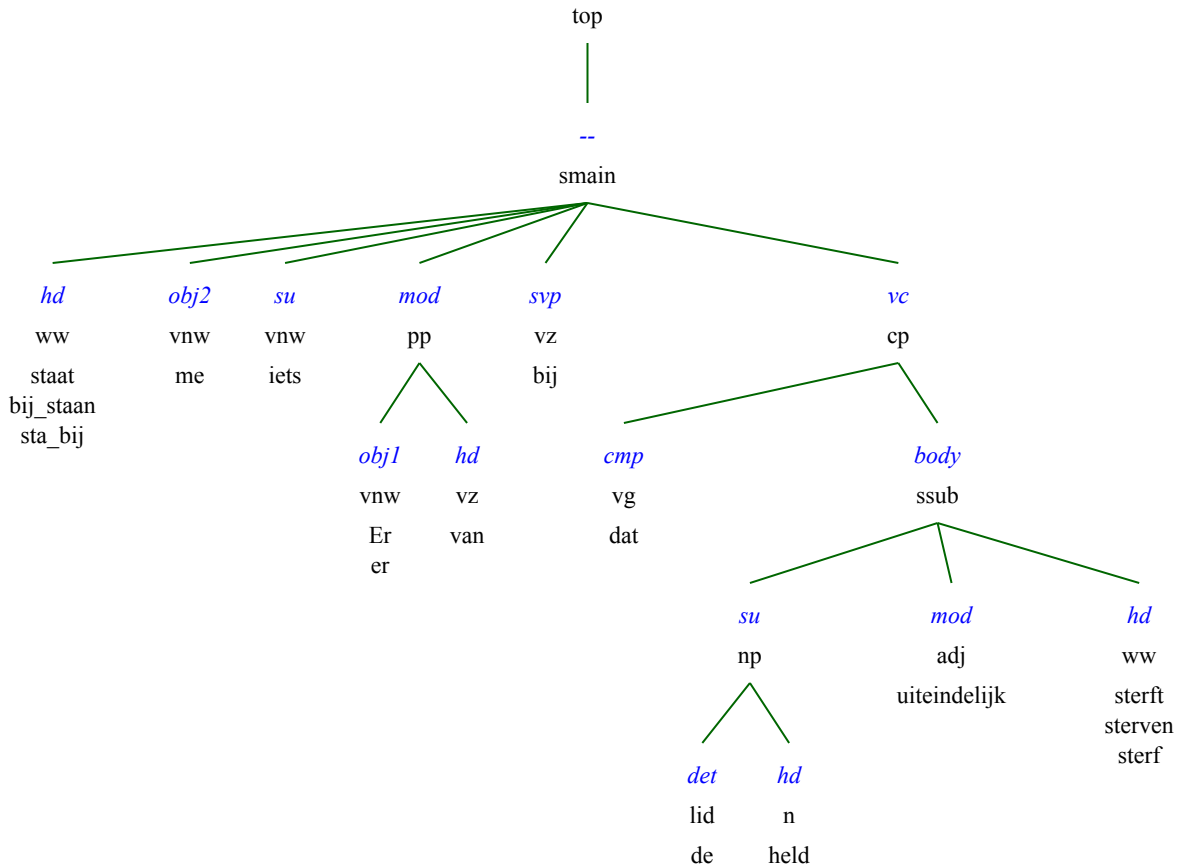 top
--
smain
hd obj2 su mod svp vc
ww vnw vnw pp vz cp
staat me iets bij
bij_staan
sta_bij
obj1 hd cmp body
vnw vz vg ssub
Er van dat
er
su mod hd
np adj ww
uiteindelijk sterft
sterven
sterf
det hd
lid n
de held